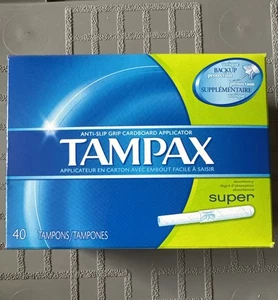 BACKUP
SUPPLÉMENTAIRE
ANTI-SLIP GRIP CARDBOARD APPLICATOR
TAMPAX
APPLICATEUR EN CARTON AVEC EMBOUT FACILE À SAISIR
super
40 TAMPONS/TAMPONES